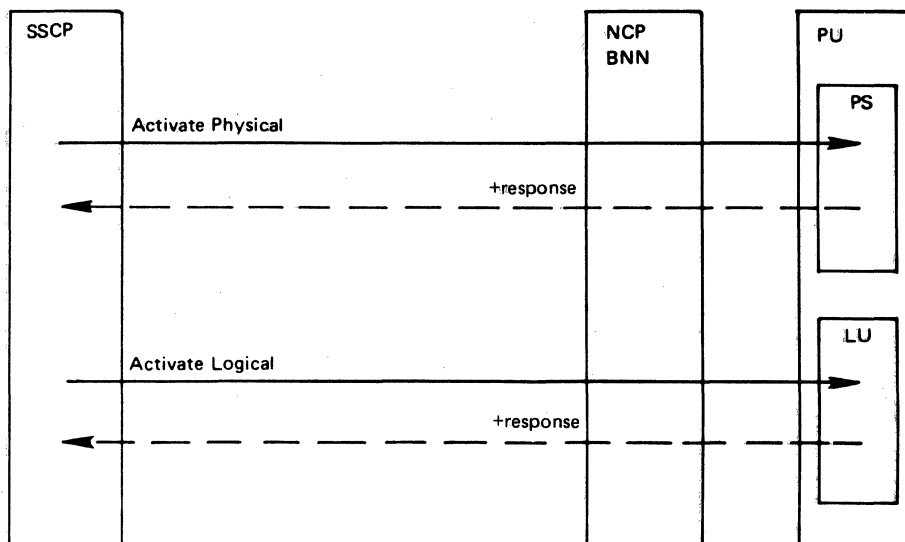 SSCP
NCP
BNN
PU
PS
Activate Physical
+response
LU
Activate Logical
+response